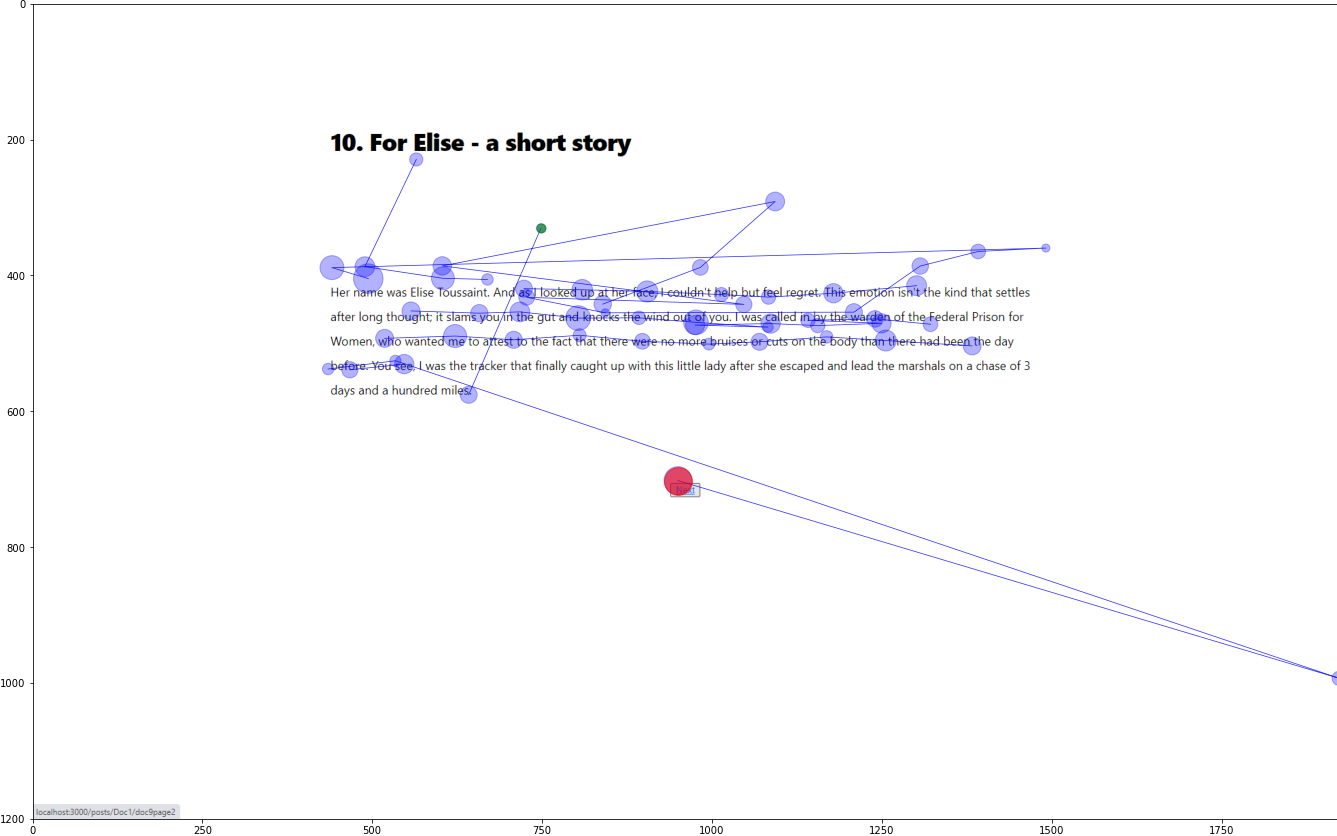 0
200
10. For Elise - a short story
400
Her name was Elise Toussaint. And as I looked up at her face, I couldn't help but feel regret. This emotion isn't the kind that settles
after long thought; it slams you in the gut and knocks the wind out of you. I was called in by the warden of the Federal Prison for
Women, who wanted me to attest to the fact that there were no more bruises or cuts on the body than there had been the day
before. You see, I was the tracker that finally caught up with this little lady after she escaped and lead the marshals on a chase of 3
days and a hundred miles.
600
Next
800
1000
localhost:3000/posts/Doc1/doc9page2
1200
0 250 500 750 1000 1250 1500 1750